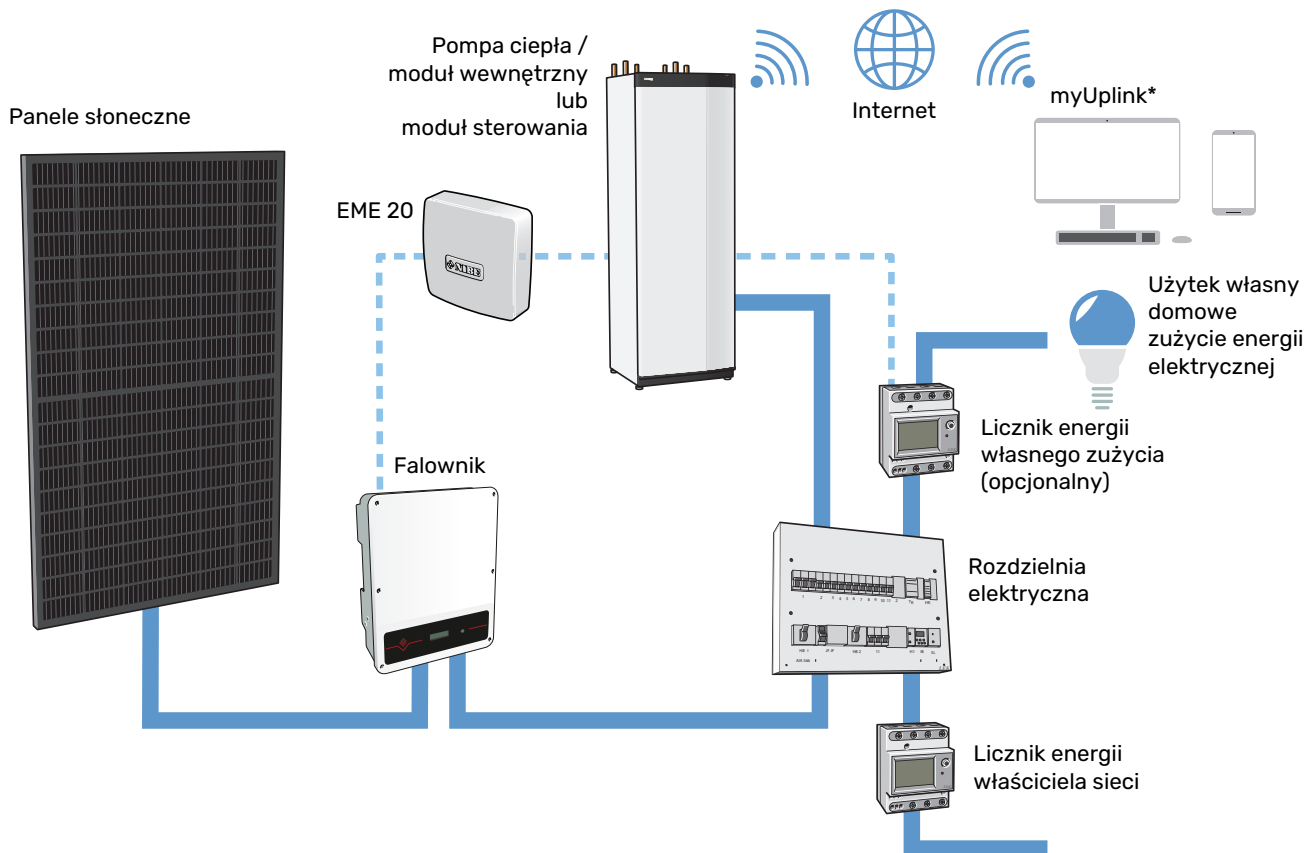 Pompa ciepła /
moduł wewnętrzny
lub
moduł sterowania
Internet
myUplink*
Panele słoneczne
EME 20
NIBE
Użytek własny
domowe
zużycie energii
elektrycznej
Licznik energii
własnego zużycia
(opcjonalny)
Falownik
Rozdzielnia
elektryczna
Licznik energii
właściciela sieci